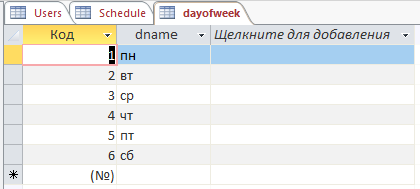 Users Schedule dayofweek
Код dname Щелкните для добавления
1 пн
2 вт
3 ср
4 чт
5 пт
6 сб
* (№)